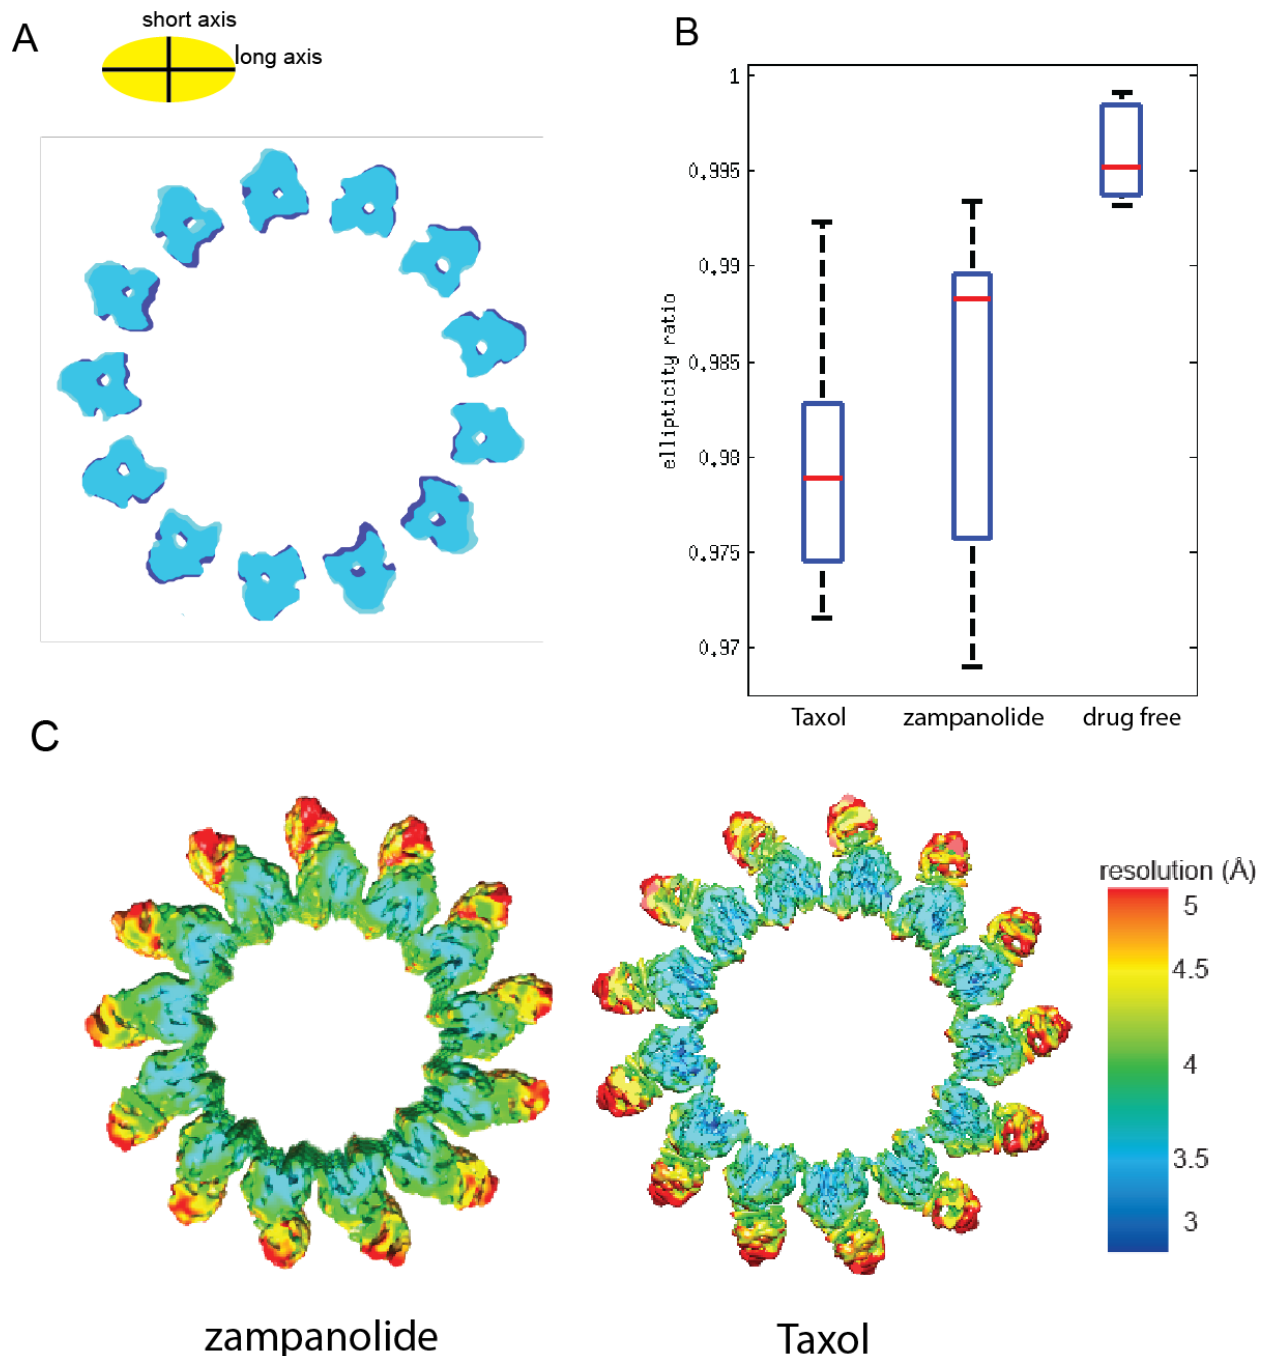 A
short axis
long axis
B
1
0.995
0.99
0.985
0.98
0.975
0.97
ellipticity ratio
Taxol
zampanolide
drug free
C
resolution (Å)
5
4.5
4
3.5
3
zampanolide
Taxol